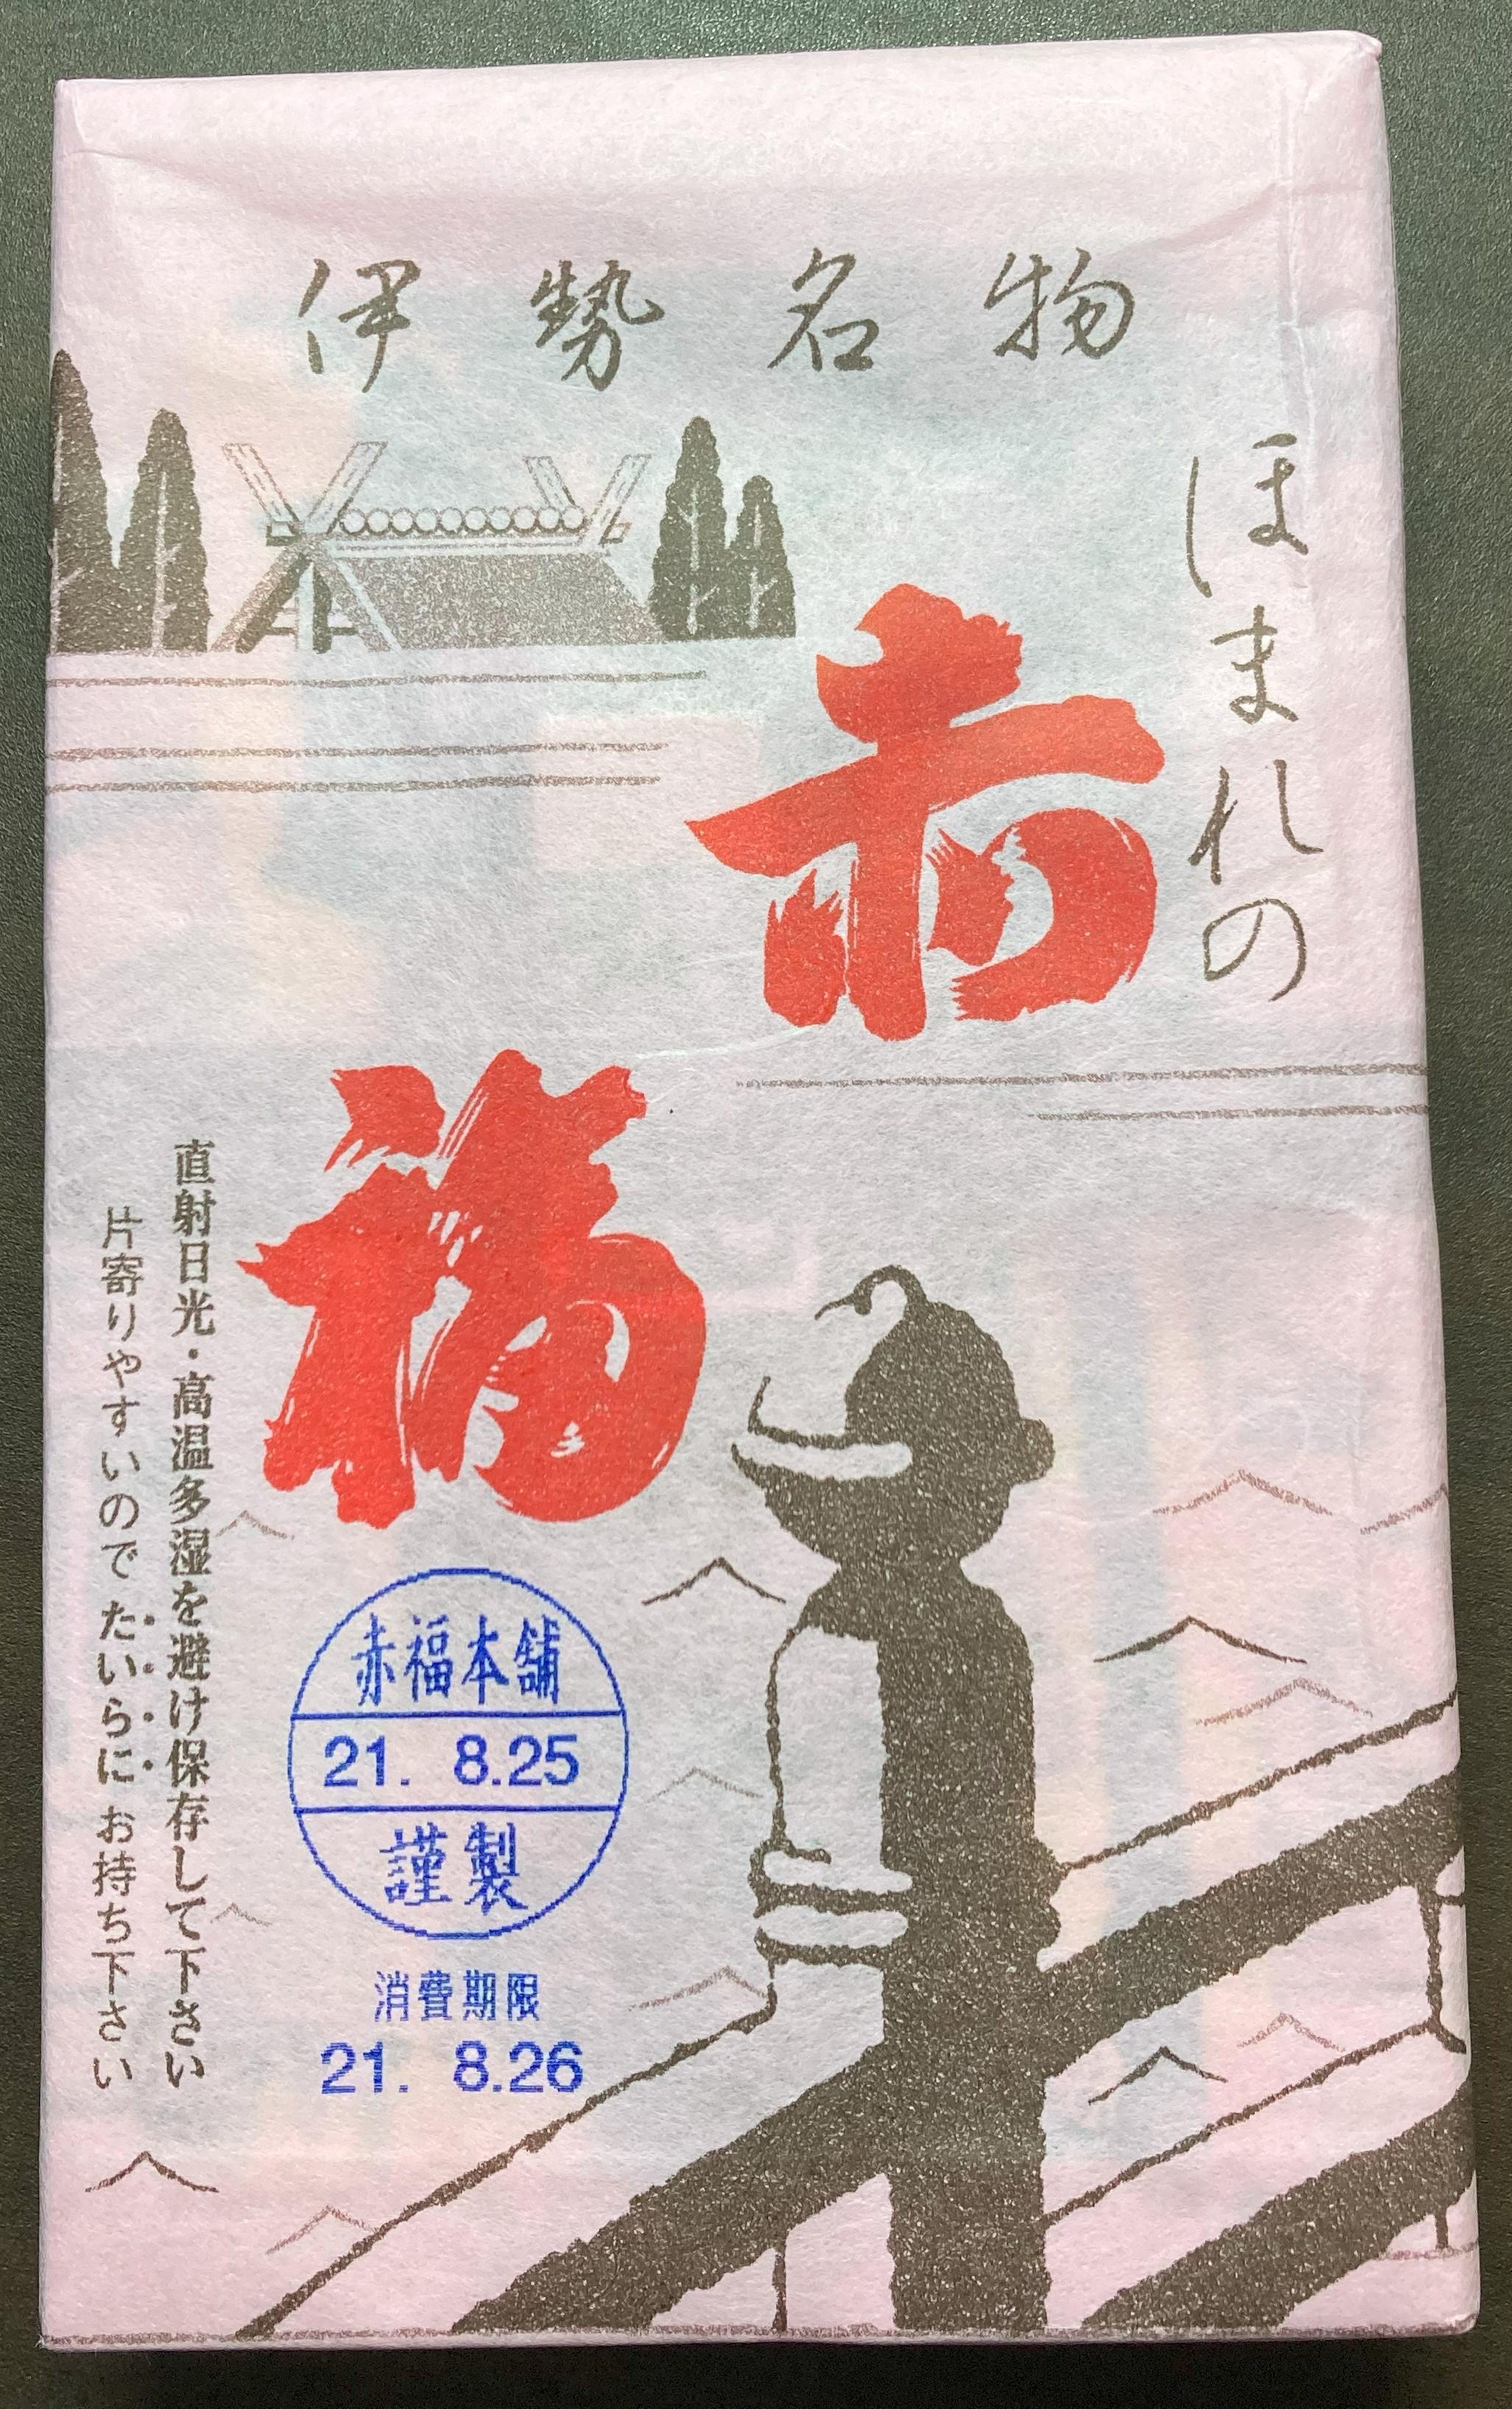 伊勢名物
ほまれの
赤福
直射日光・高温多湿を避け保存して下さい
片寄りやすいのでたいらにお持ち下さい
赤福本舗
21. 8.25
謹製
消費期限
21. 8.26